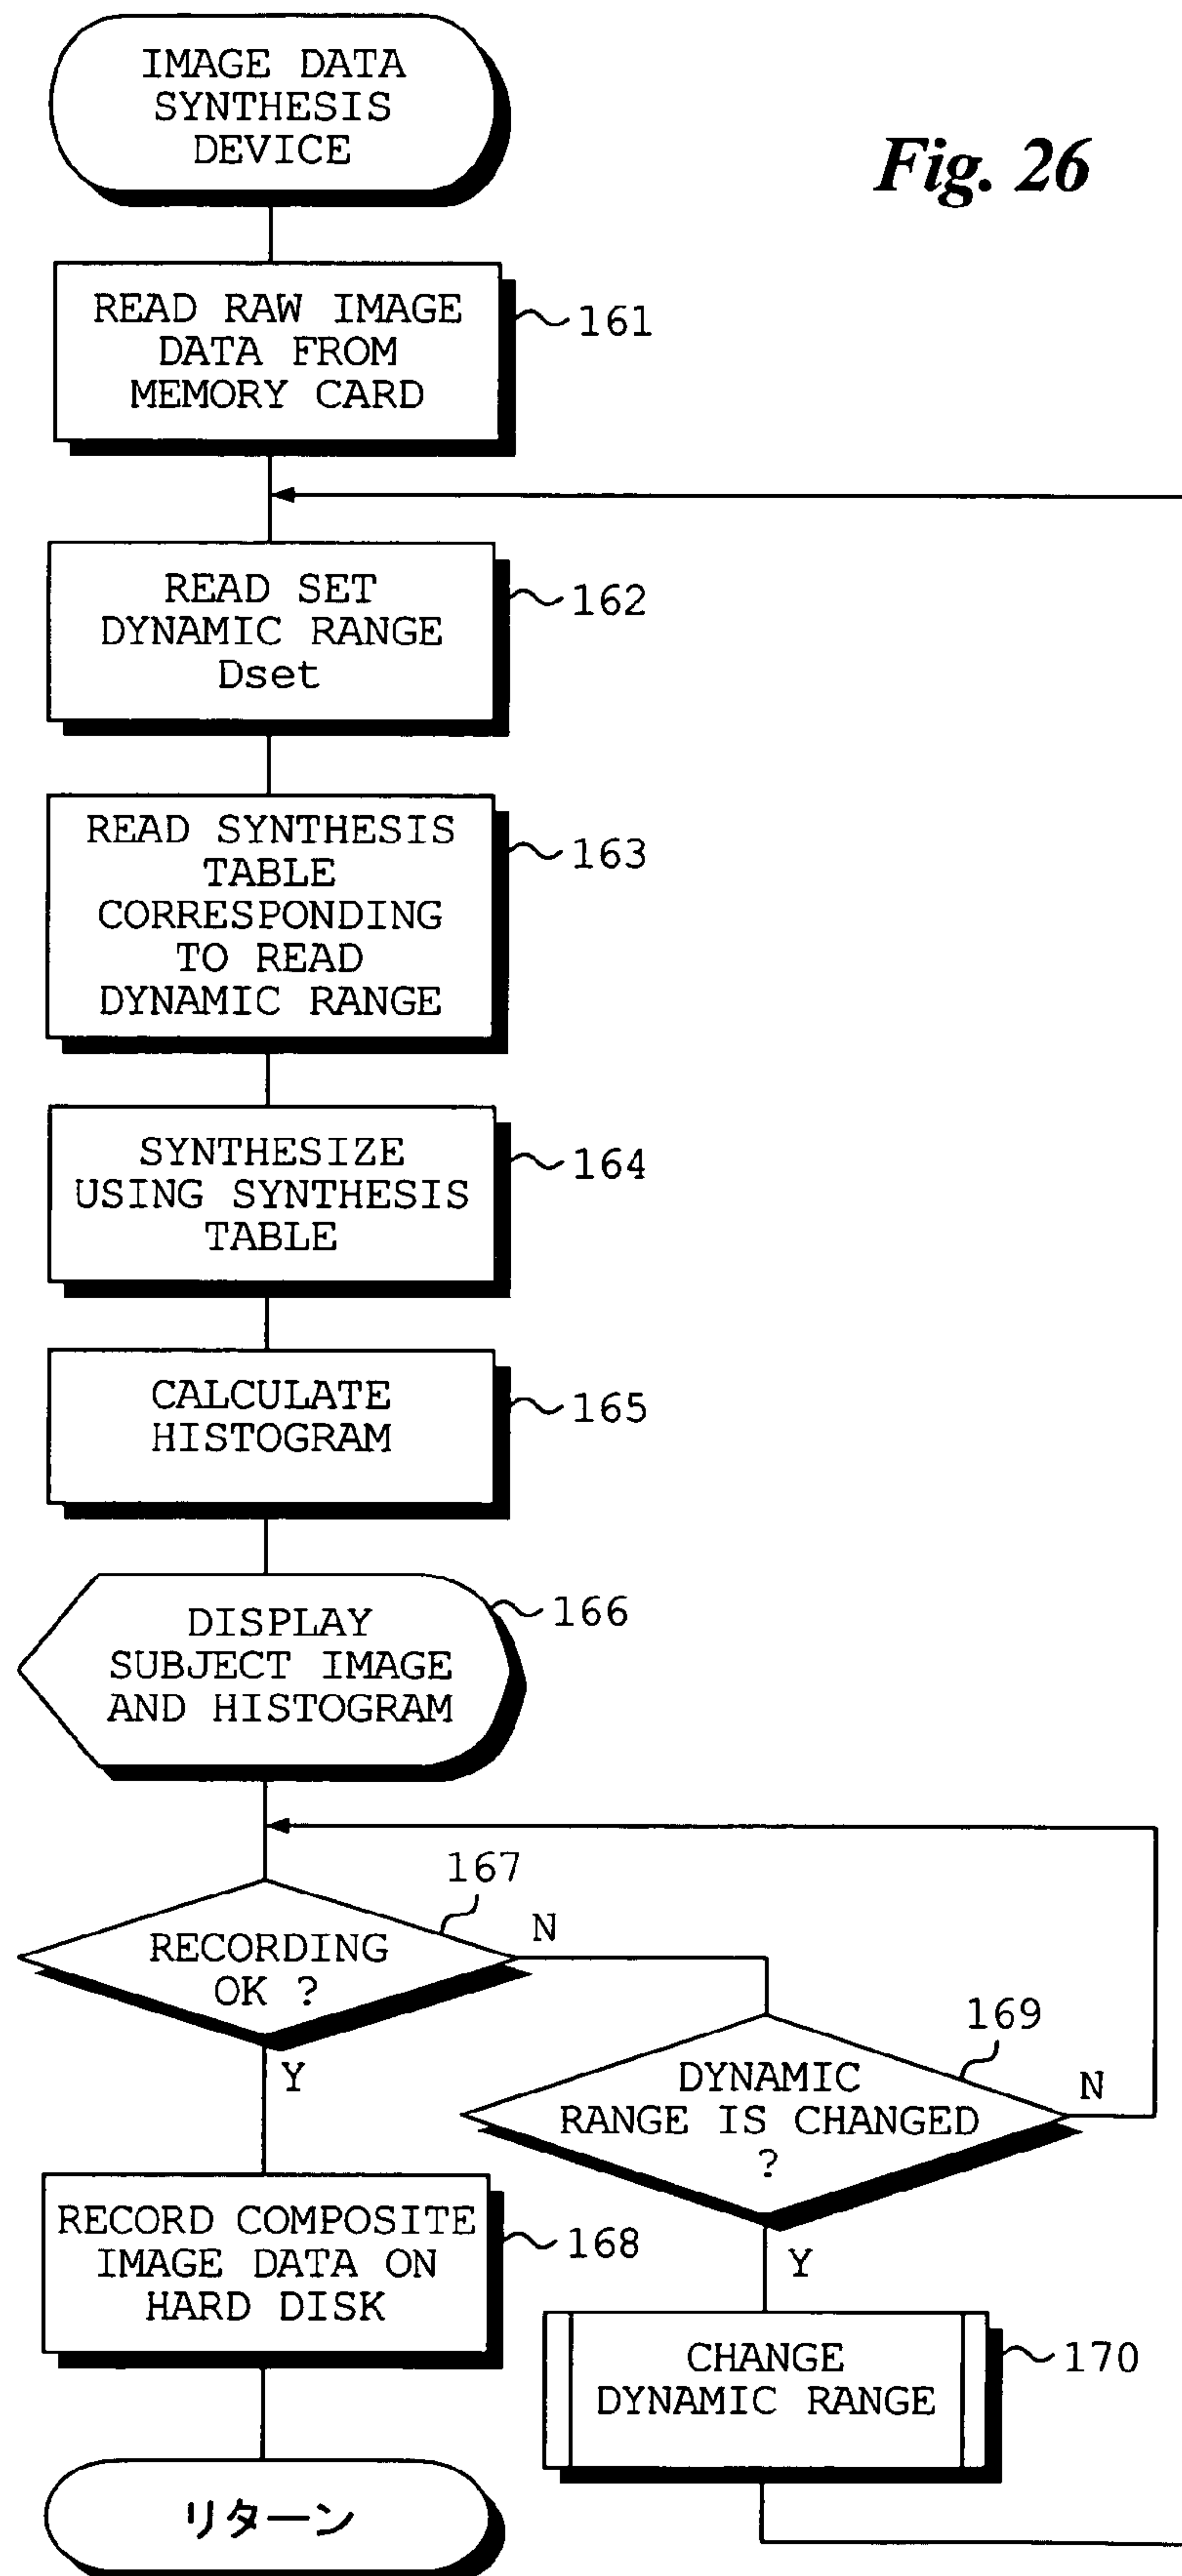 IMAGE DATA
SYNTHESIS
DEVICE
Fig. 26
READ RAW IMAGE
DATA FROM
MEMORY CARD
161
READ SET
DYNAMIC RANGE
Dset
162
READ SYNTHESIS
TABLE
CORRESPONDING
TO READ
DYNAMIC RANGE
163
SYNTHESIZE
USING SYNTHESIS
TABLE
164
CALCULATE
HISTOGRAM
165
DISPLAY
SUBJECT IMAGE
AND HISTOGRAM
166
167
RECORDING
OK ?
N
Y
169
DYNAMIC
RANGE IS CHANGED
?
N
Y
RECORD COMPOSITE
IMAGE DATA ON
HARD DISK
168
CHANGE
DYNAMIC RANGE
170
リターン